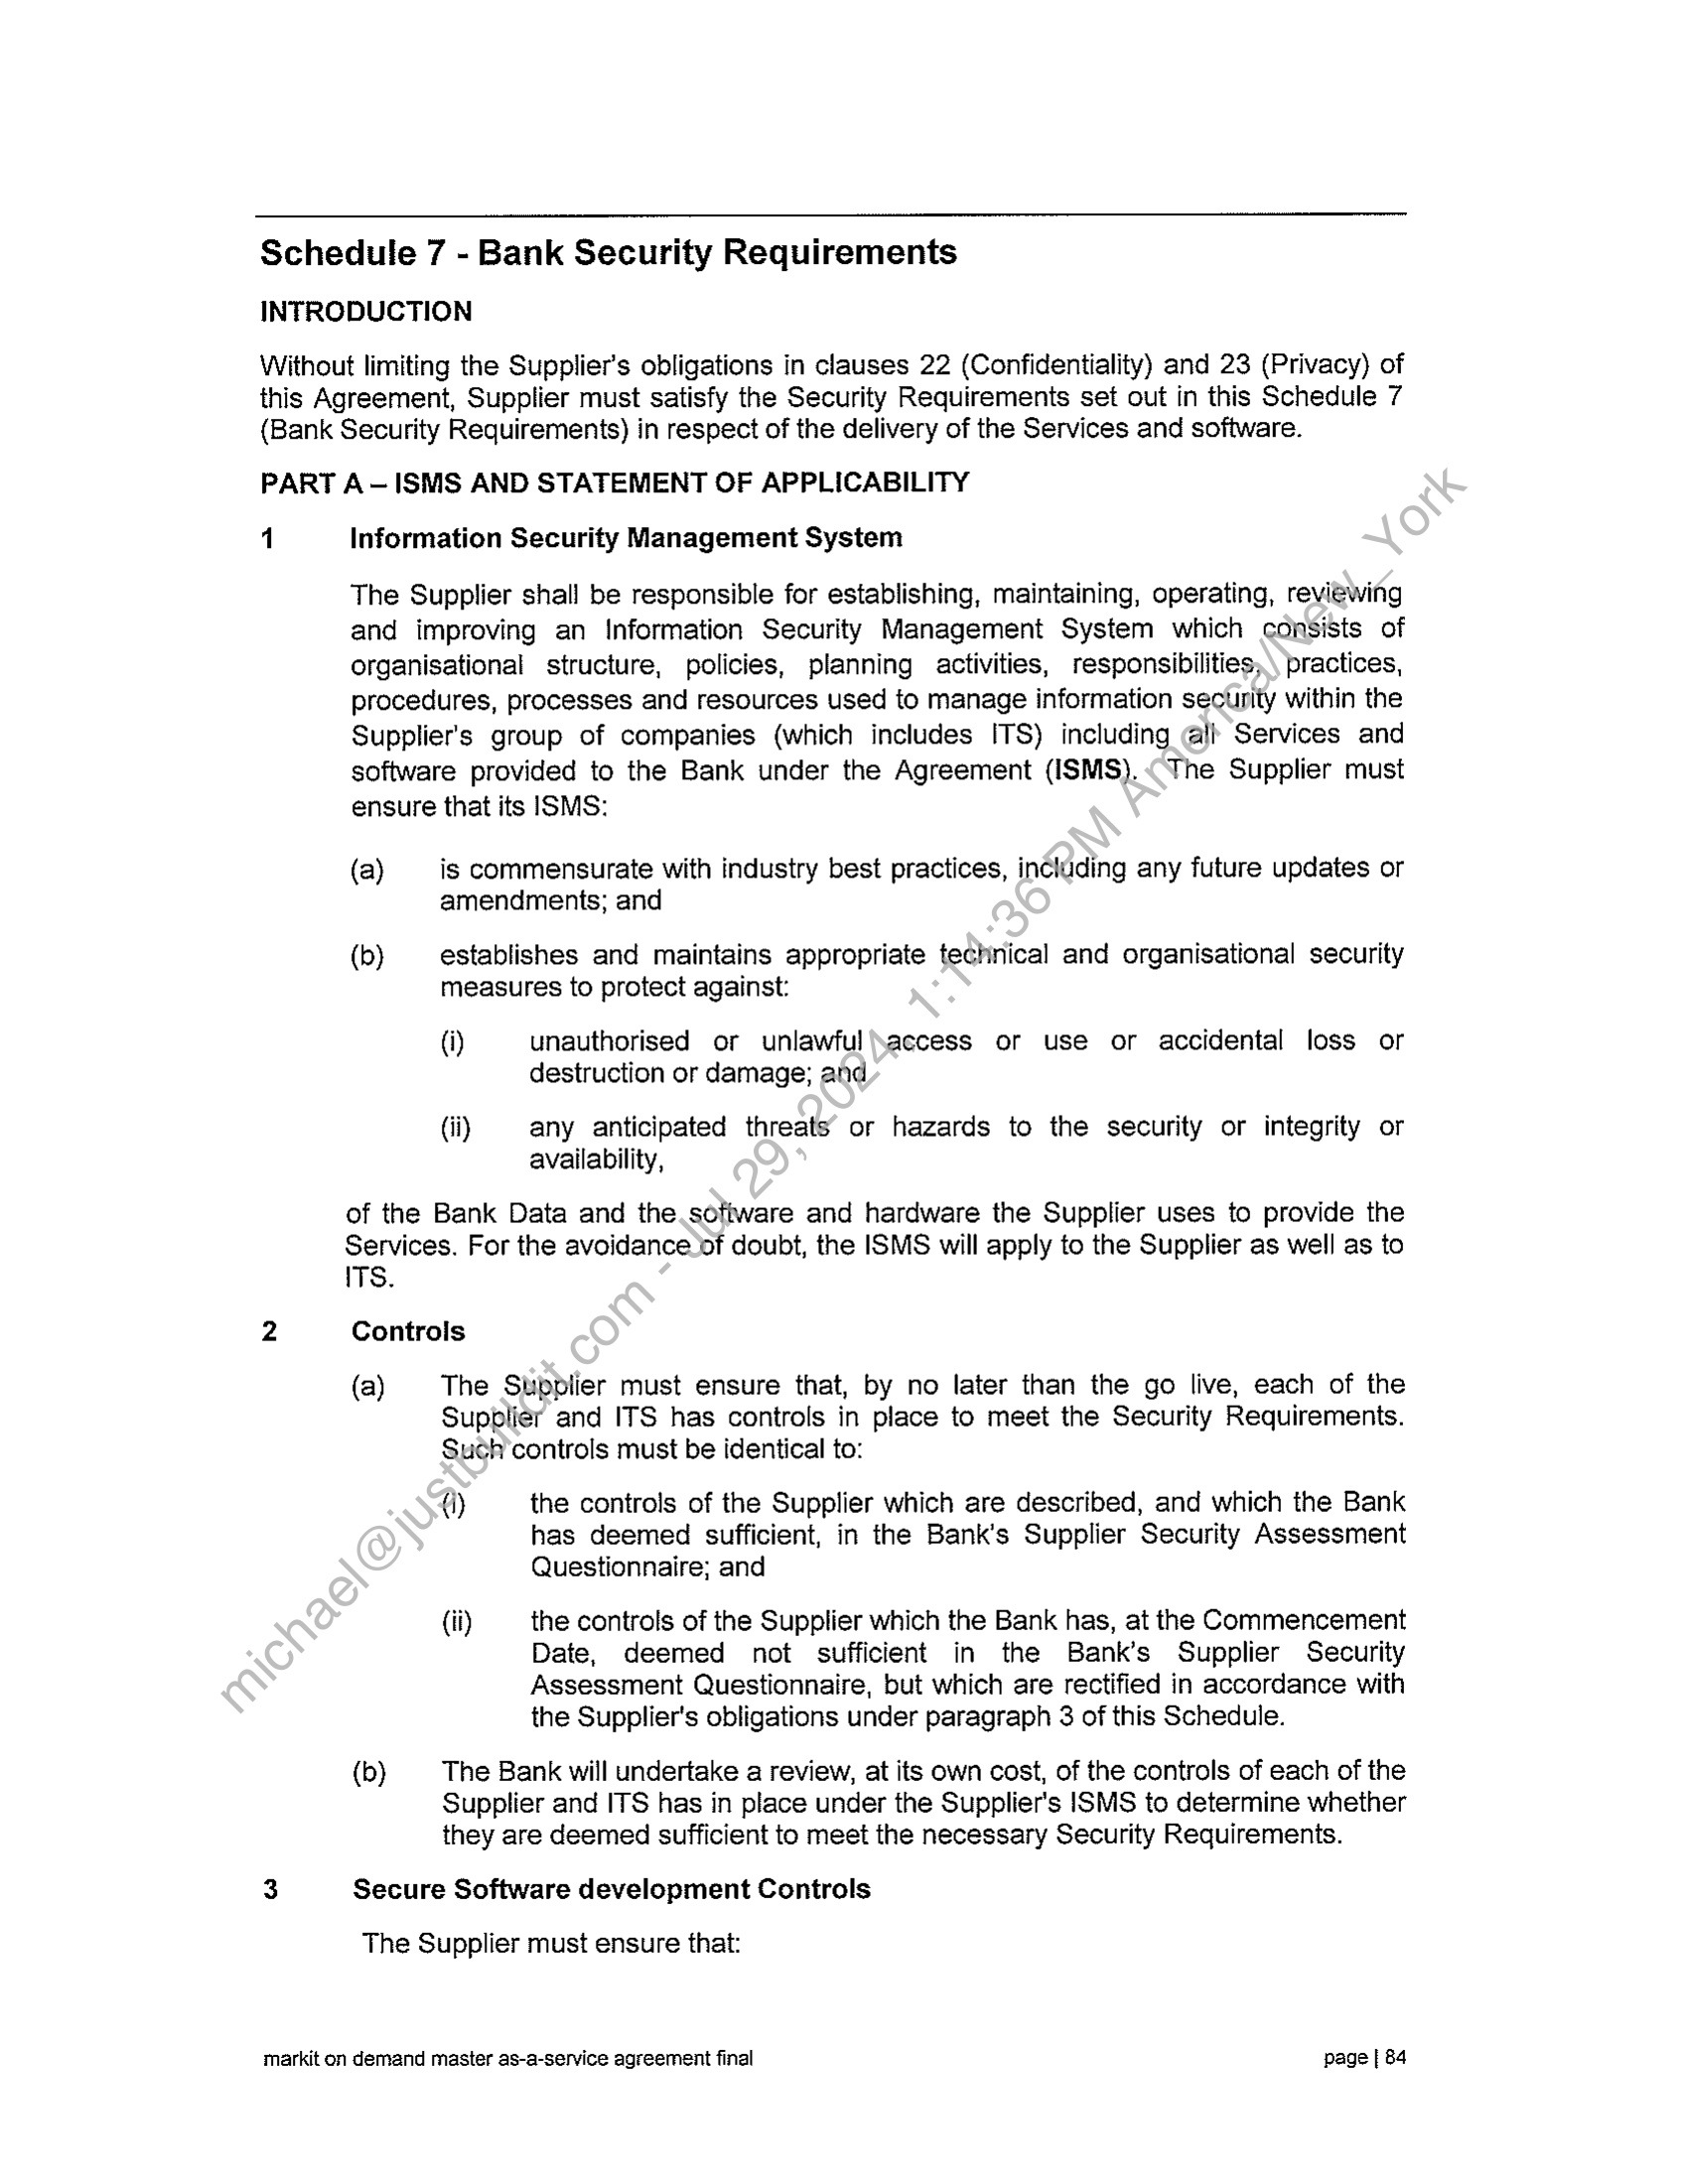 Schedule 7 - Bank Security Requirements
INTRODUCTION
Without limiting the Supplier's obligations in clauses 22 (Confidentiality) and 23 (Privacy) of
this Agreement, Supplier must satisfy the Security Requirements set out in this Schedule 7
(Bank Security Requirements) in respect of the delivery of the Services and software.
PART A – ISMS AND STATEMENT OF APPLICABILITY
1 Information Security Management System
The Supplier shall be responsible for establishing, maintaining, operating, reviewing
and improving an Information Security Management System which consists of
organisational structure, policies, planning activities, responsibilities, practices,
procedures, processes and resources used to manage information security within the
Supplier's group of companies (which includes ITS) including all Services and
software provided to the Bank under the Agreement (ISMS). The Supplier must
ensure that its ISMS:
(a) is commensurate with industry best practices, including any future updates or
amendments; and
(b) establishes and maintains appropriate technical and organisational security
measures to protect against:
(i) unauthorised or unlawful access or use or accidental loss or
destruction or damage; and
(ii) any anticipated threats or hazards to the security or integrity or
availability,
of the Bank Data and the software and hardware the Supplier uses to provide the
Services. For the avoidance of doubt, the ISMS will apply to the Supplier as well as to
ITS.
2 Controls
(a) The Supplier must ensure that, by no later than the go live, each of the
Supplier and ITS has controls in place to meet the Security Requirements.
Such controls must be identical to:
(i) the controls of the Supplier which are described, and which the Bank
has deemed sufficient, in the Bank's Supplier Security Assessment
Questionnaire; and
(ii) the controls of the Supplier which the Bank has, at the Commencement
Date, deemed not sufficient in the Bank's Supplier Security
Assessment Questionnaire, but which are rectified in accordance with
the Supplier's obligations under paragraph 3 of this Schedule.
(b) The Bank will undertake a review, at its own cost, of the controls of each of the
Supplier and ITS has in place under the Supplier's ISMS to determine whether
they are deemed sufficient to meet the necessary Security Requirements.
3 Secure Software development Controls
The Supplier must ensure that:
markit on demand master as-a-service agreement final page | 84
michael@justbuildit.com - Jul 29, 2024, 1:14:36 PM America/New_York